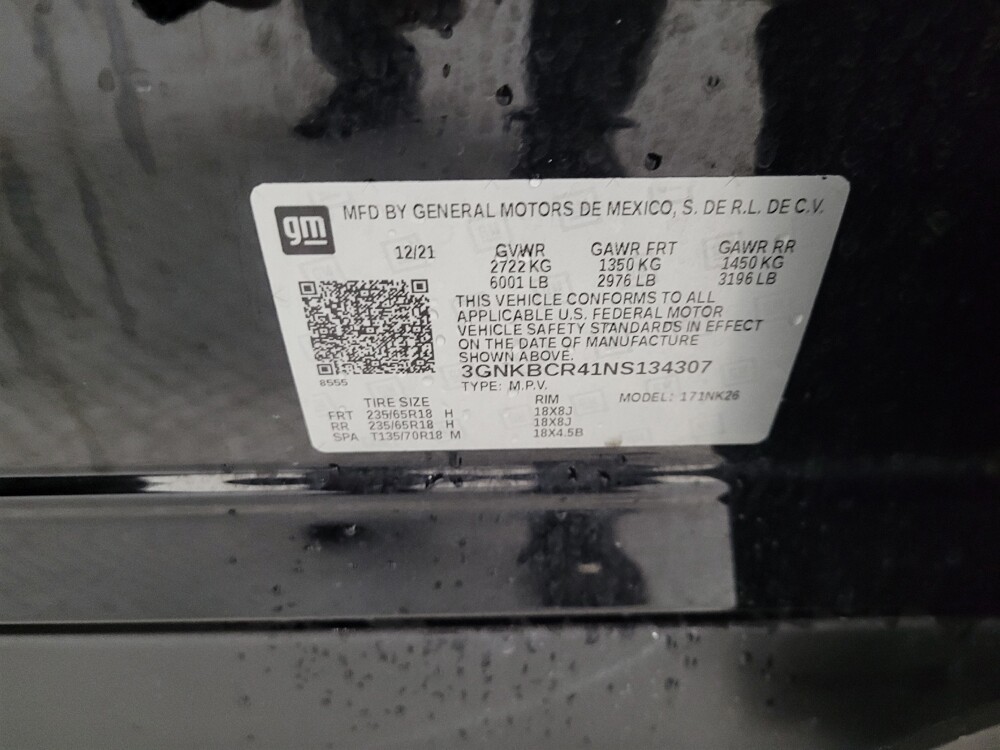 gm
MFD BY GENERAL MOTORS DE MEXICO, S. DE R.L. DE C.V.
12/21 GVWR GAWR FRT GAWR RR
2722 KG 1350 KG 1450 KG
6001 LB 2976 LB 3196 LB
THIS VEHICLE CONFORMS TO ALL
APPLICABLE U.S. FEDERAL MOTOR
VEHICLE SAFETY STANDARDS IN EFFECT
ON THE DATE OF MANUFACTURE
SHOWN ABOVE.
3GNKBCR41NS134307
8555
TYPE: M.P.V.
TIRE SIZE RIM MODEL: 171NK26
FRT 235/65R18 H 18X8J
RR 235/65R18 H 18X8J
SPA T135/70R18 M 18X4.5B